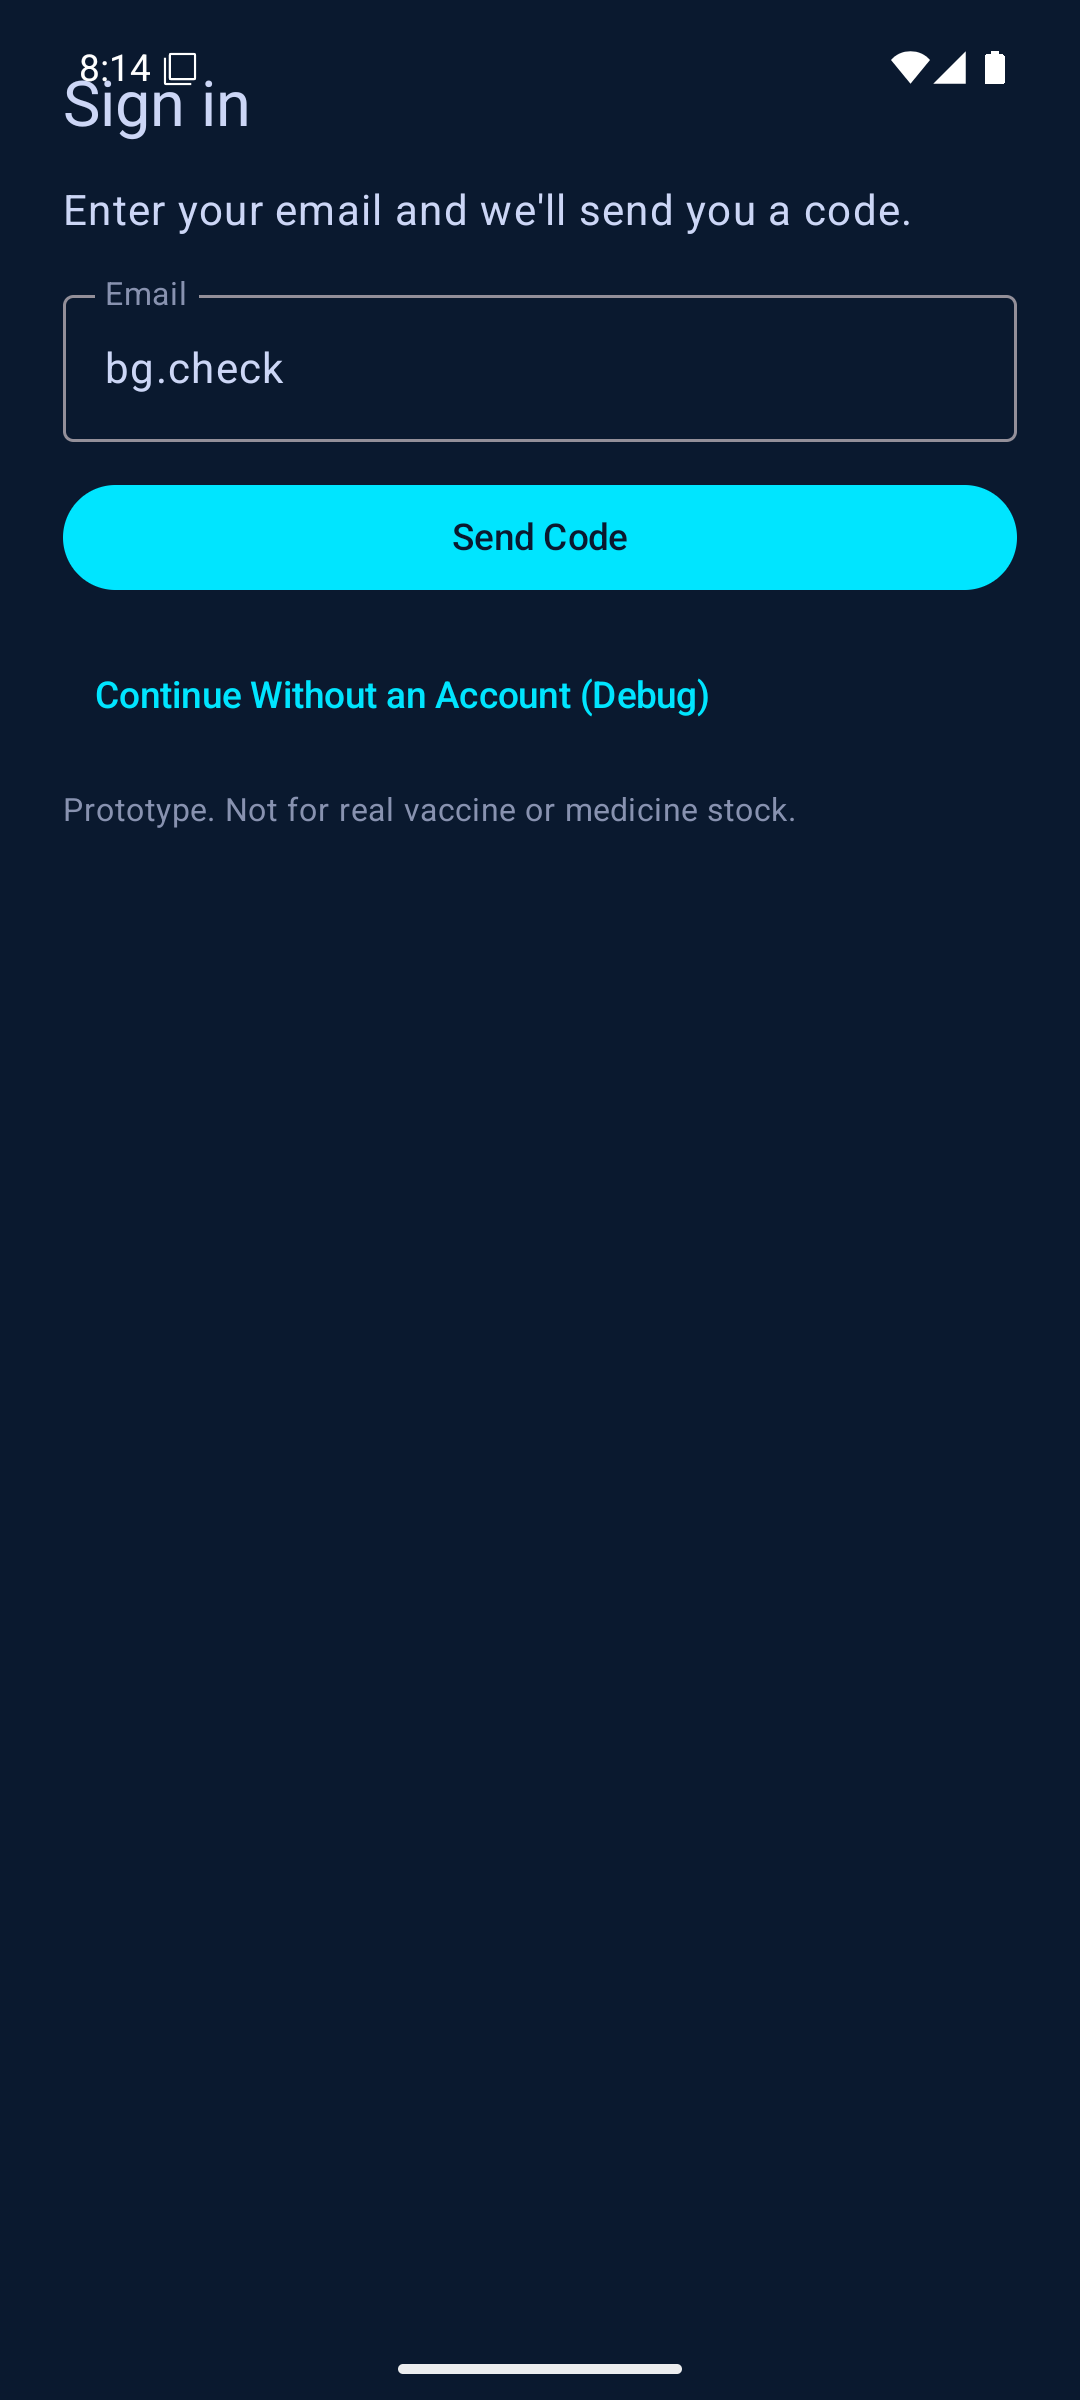 8:14
Sign in
Enter your email and we'll send you a code.
Email
bg.check
Send Code
Continue Without an Account (Debug)
Prototype. Not for real vaccine or medicine stock.